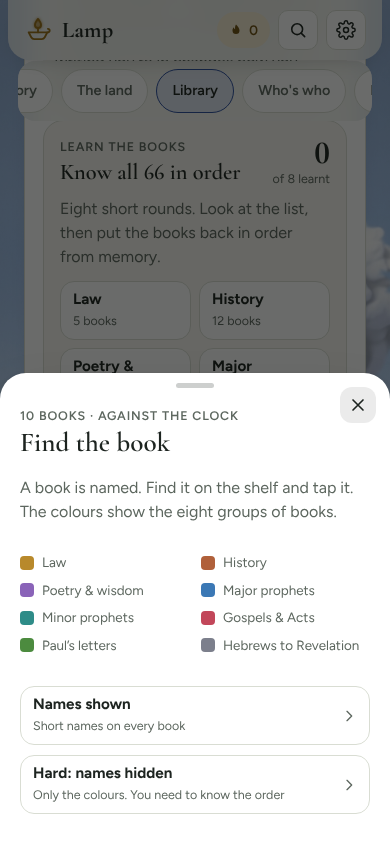 Lamp
0
ory
The land
Library
Who's who
LEARN THE BOOKS
Know all 66 in order
0
of 8 learnt
Eight short rounds. Look at the list,
then put the books back in order
from memory.
Law
5 books
History
12 books
Poetry &
Major
10 BOOKS · AGAINST THE CLOCK
Find the book
A book is named. Find it on the shelf and tap it.
The colours show the eight groups of books.
Law
History
Poetry & wisdom
Major prophets
Minor prophets
Gospels & Acts
Paul's letters
Hebrews to Revelation
Names shown
Short names on every book
Hard: names hidden
Only the colours. You need to know the order